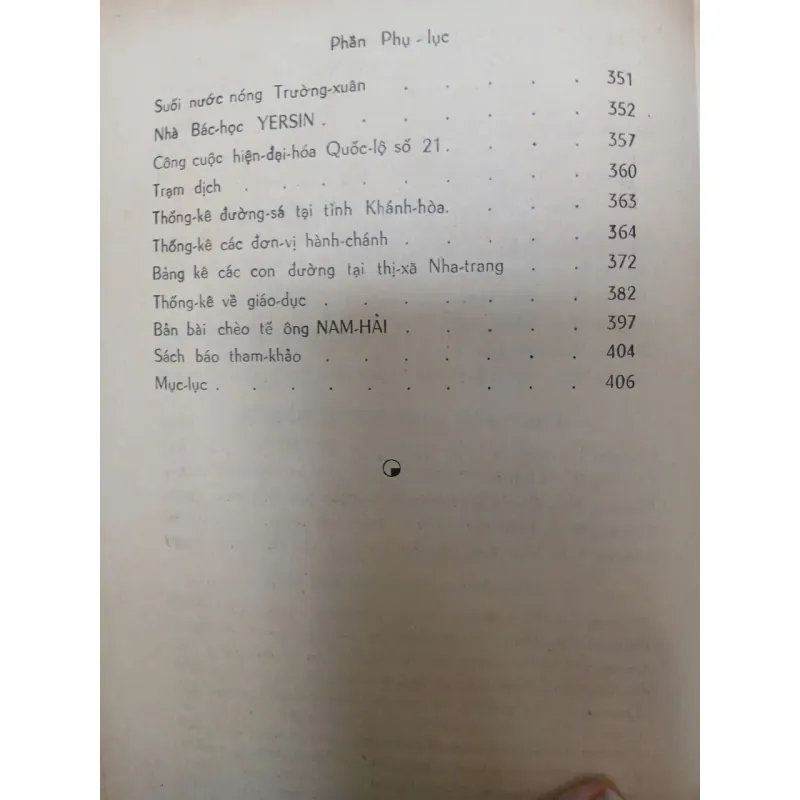 Phần Phụ-lục
Suối nước nóng Trường-xuân . . . . . 351
Nhà Bác-học YERSIN . . . . . . . 352
Công cuộc hiện-đại-hóa Quốc-lộ số 21 . . . . 357
Trạm dịch . . . . . . . . . 360
Thống-kê đường-sá tại tỉnh Khánh-hòa. . . . 363
Thống-kê các đơn-vị hành-chánh . . . . . 364
Bảng kê các con đường tại thị-xã Nha-trang . . 372
Thống-kê về giáo-dục . . . . . . . 382
Bản bài chèo tế ông NAM-HẢI . . . . . 397
Sách báo tham-khảo . . . . . . . 404
Mục-lục . . . . . . . . . . 406